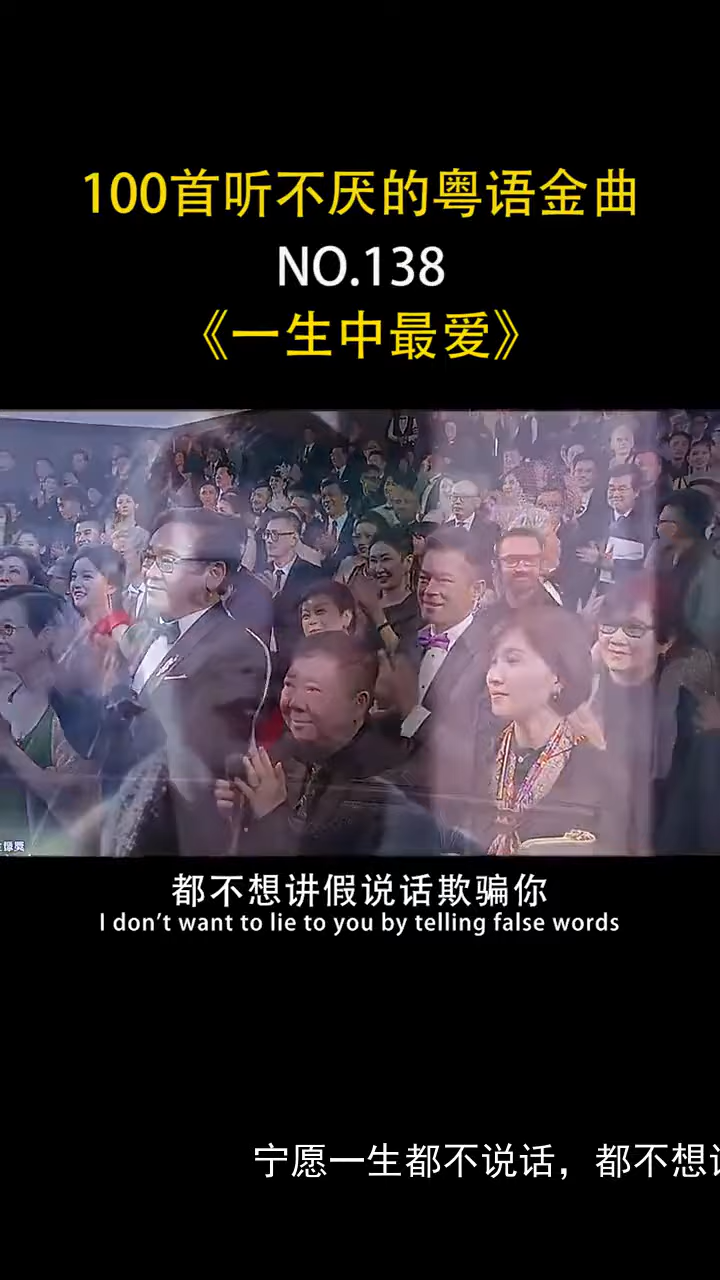 100首听不厌的粤语金曲
NO.138
《一生中最爱》
都不想讲假说话欺骗你
I don't want to lie to you by telling false words
宁愿一生都不说话，都不想